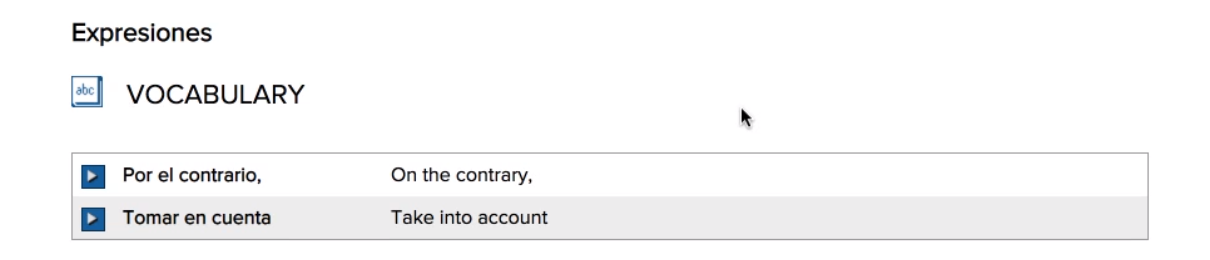 Expresiones
abc VOCABULARY
Por el contrario, On the contrary,
Tomar en cuenta Take into account